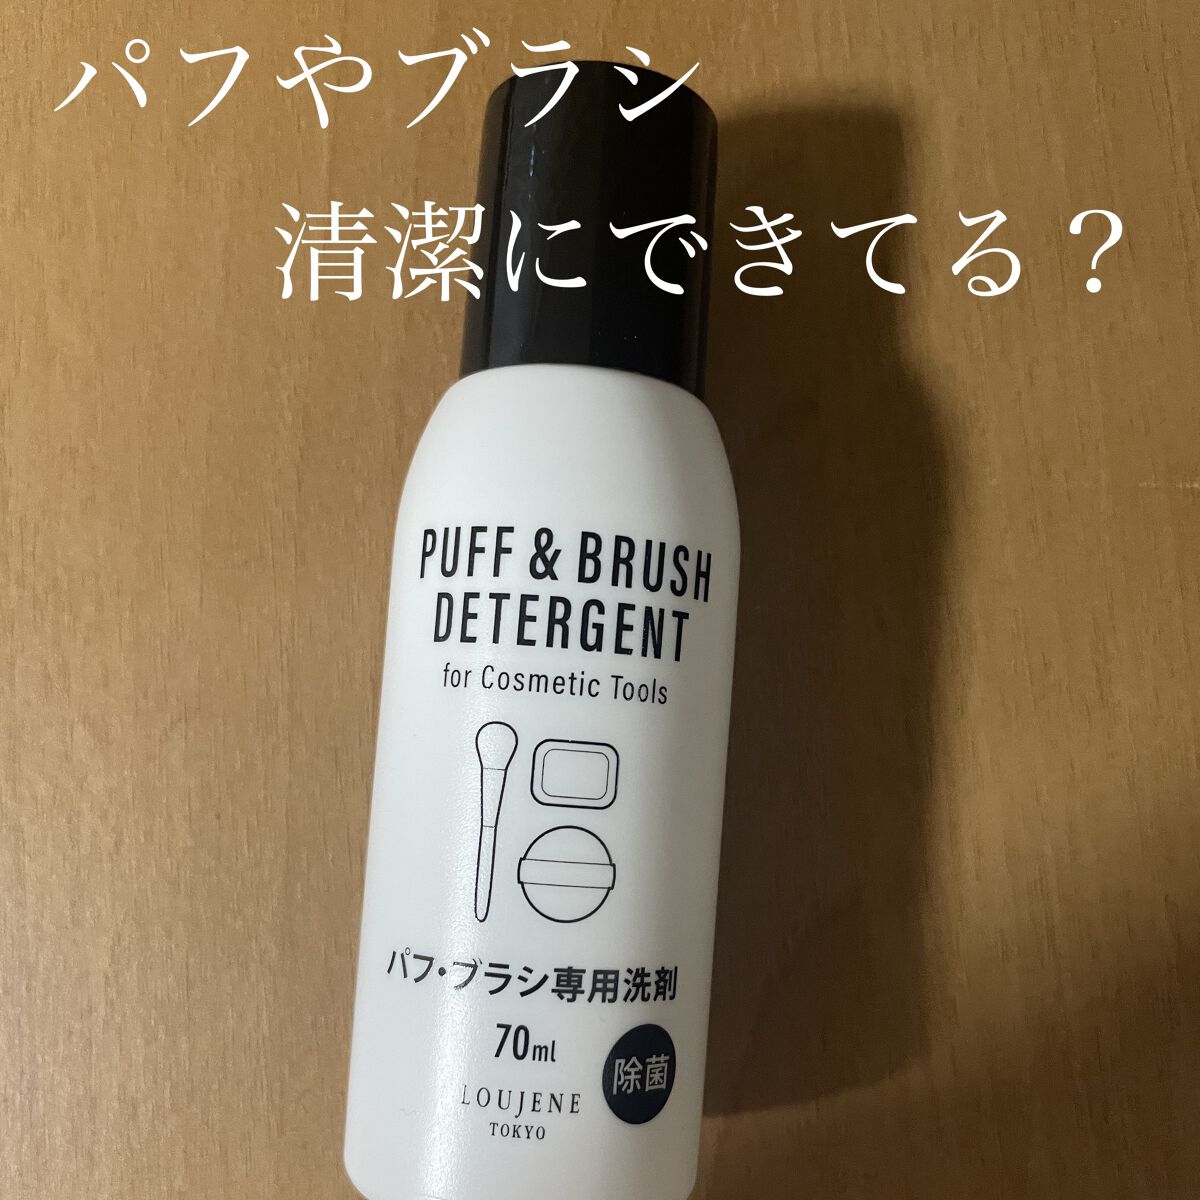 パフやブラシ
清潔にできてる？
PUFF & BRUSH
DETERGENT
for Cosmetic Tools
パフ・ブラシ専用洗剤
70ml
除菌
LOUJENE
TOKYO